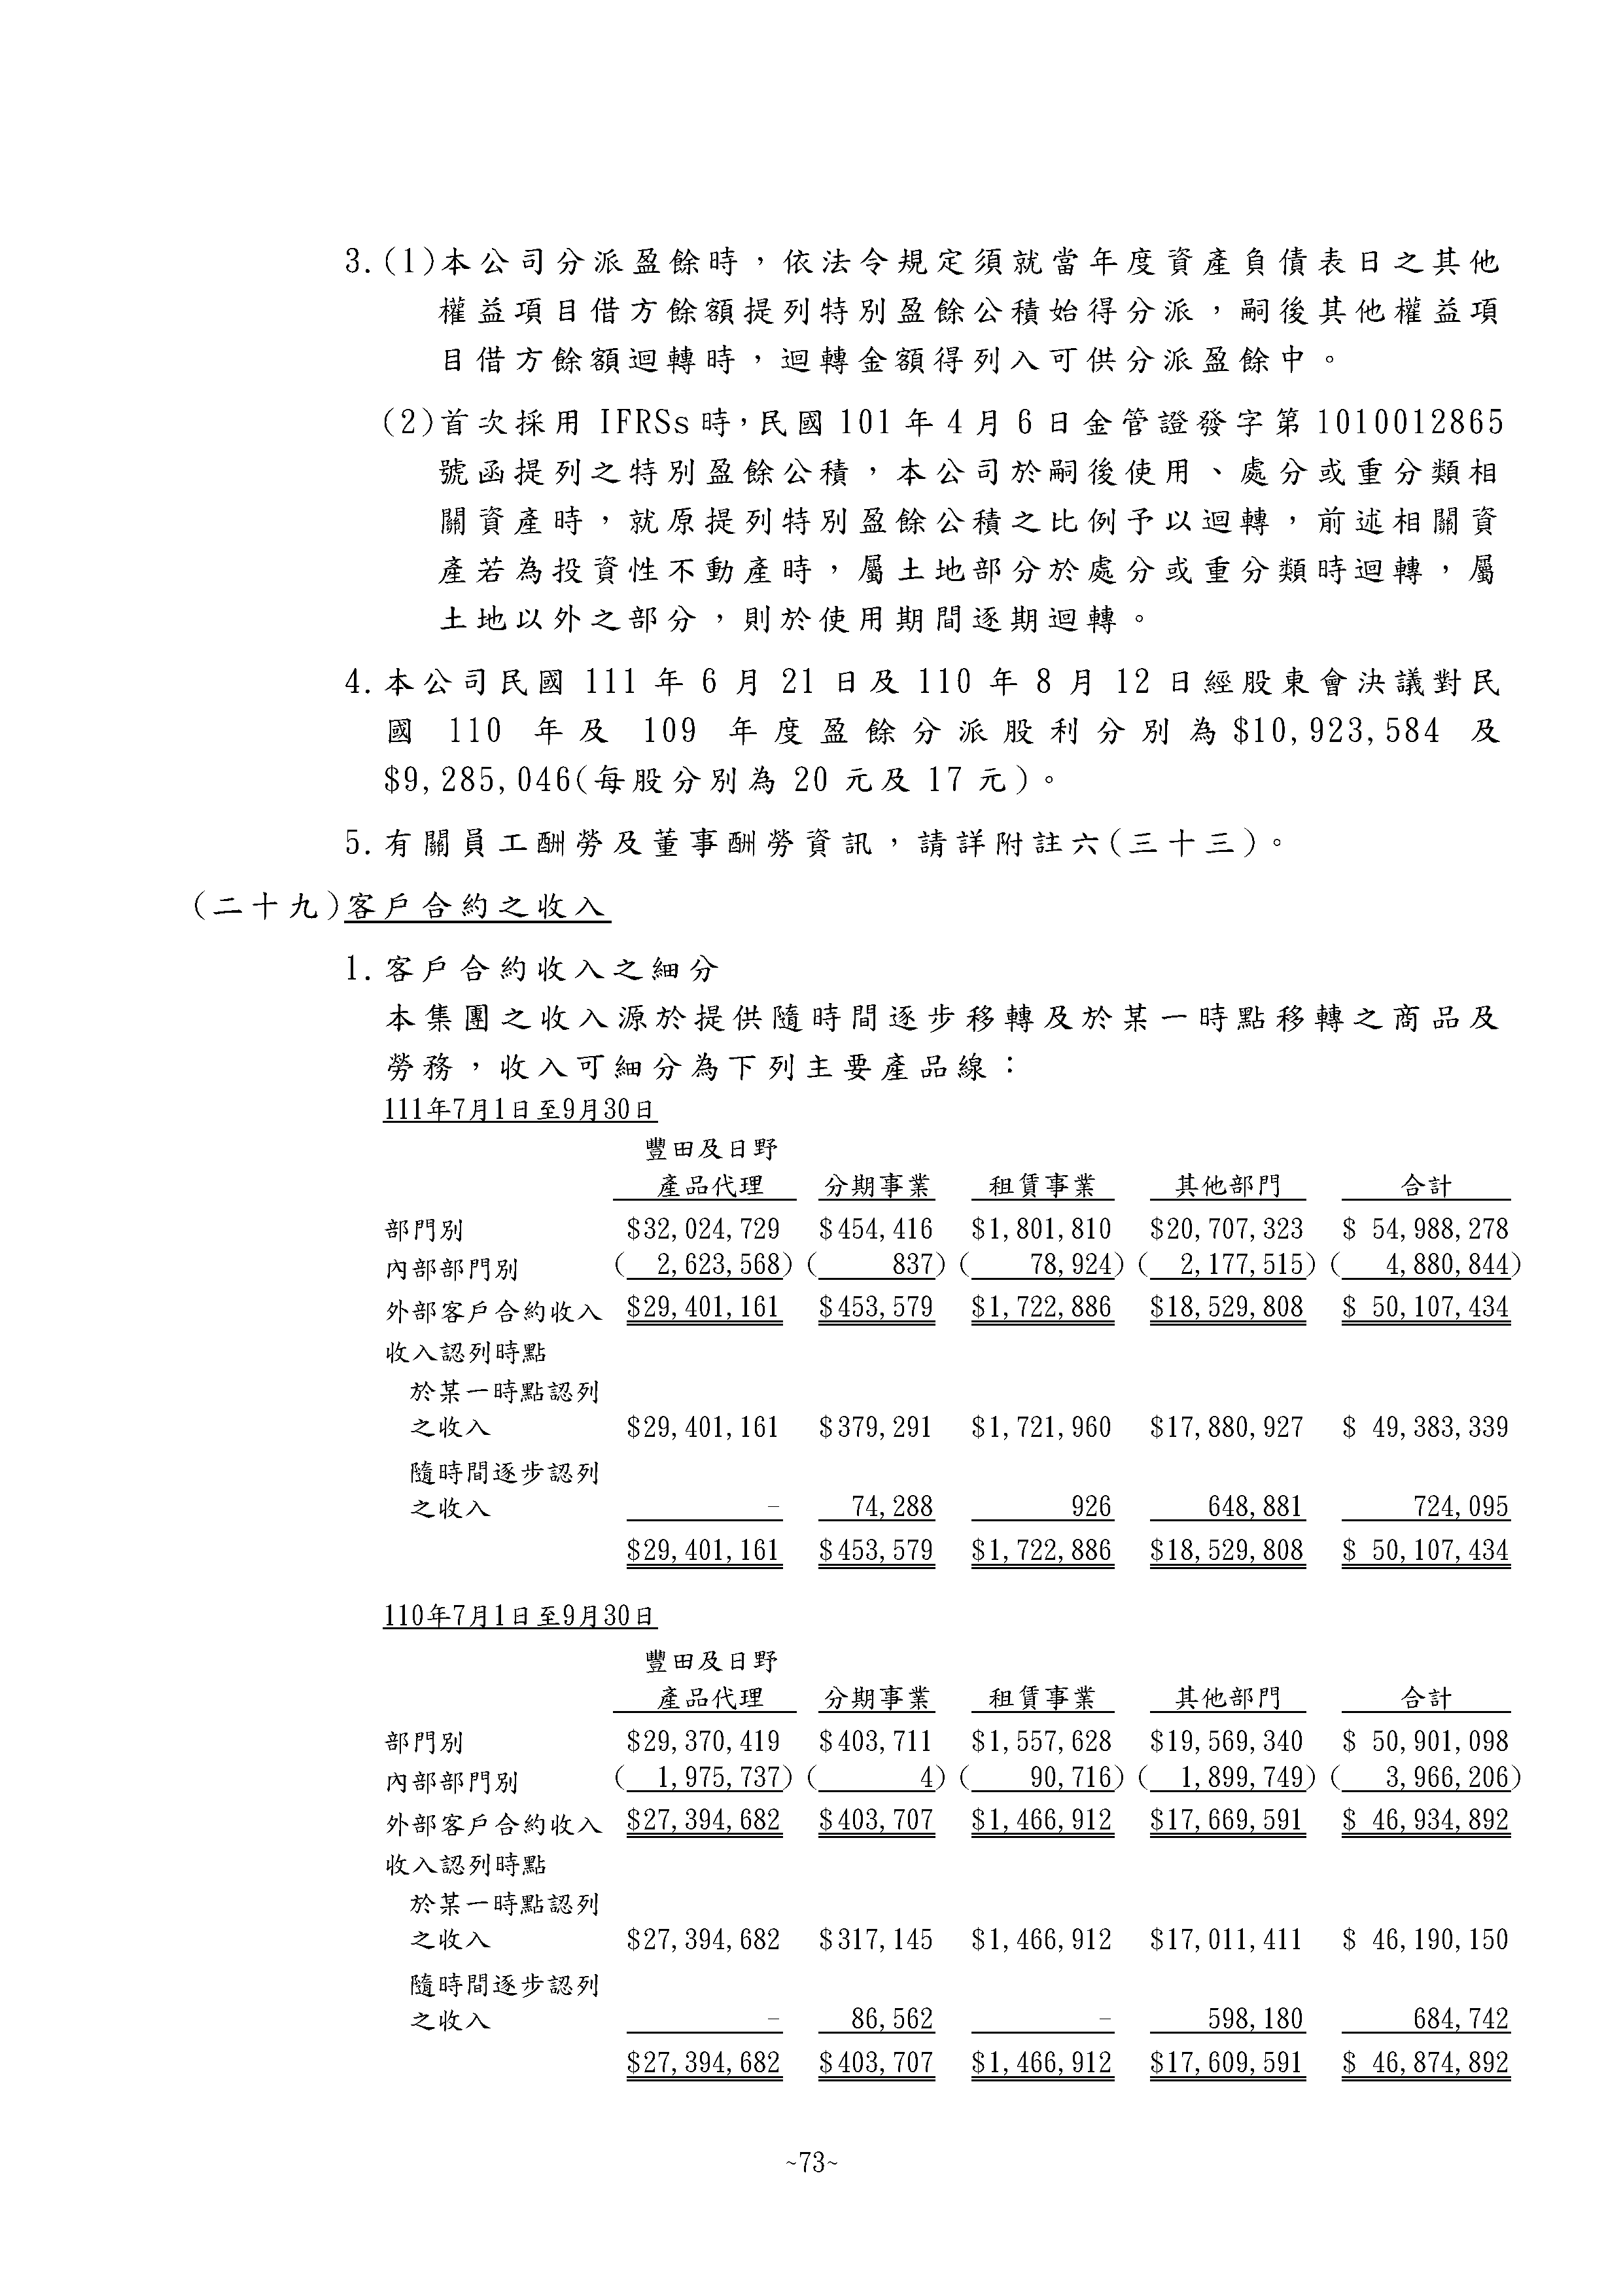 3.(1)本公司分派盈餘時，依法令規定須就當年度資產負債表日之其他
權益項目借方餘額提列特別盈餘公積始得分派，嗣後其他權益項
目借方餘額迴轉時，迴轉金額得列入可供分派盈餘中。
(2)首次採用 IFRSs 時，民國 101 年 4 月 6 日金管證發字第 1010012865
號函提列之特別盈餘公積，本公司於嗣後使用、處分或重分類相
關資產時，就原提列特別盈餘公積之比例予以迴轉，前述相關資
產若為投資性不動產時，屬土地部分於處分或重分類時迴轉，屬
土地以外之部分，則於使用期間逐期迴轉。
4.本公司民國 111 年 6 月 21 日及 110 年 8 月 12 日經股東會決議對民
國 110 年及 109 年度盈餘分派股利分別為$10,923,584 及
$9,285,046(每股分別為 20 元及 17 元)。
5.有關員工酬勞及董事酬勞資訊，請詳附註六(三十三)。
(二十九)客戶合約之收入
1.客戶合約收入之細分
本集團之收入源於提供隨時間逐步移轉及於某一時點移轉之商品及
勞務，收入可細分為下列主要產品線：
111年7月1日至9月30日
豐田及日野
產品代理 分期事業 租賃事業 其他部門 合計
部門別 $32,024,729 $454,416 $1,801,810 $20,707,323 $ 54,988,278
內部部門別 ( 2,623,568) ( 837) ( 78,924) ( 2,177,515) ( 4,880,844)
外部客戶合約收入 $29,401,161 $453,579 $1,722,886 $18,529,808 $ 50,107,434
收入認列時點
於某一時點認列
之收入 $29,401,161 $379,291 $1,721,960 $17,880,927 $ 49,383,339
隨時間逐步認列
之收入 - 74,288 926 648,881 724,095
$29,401,161 $453,579 $1,722,886 $18,529,808 $ 50,107,434
110年7月1日至9月30日
豐田及日野
產品代理 分期事業 租賃事業 其他部門 合計
部門別 $29,370,419 $403,711 $1,557,628 $19,569,340 $ 50,901,098
內部部門別 ( 1,975,737) ( 4) ( 90,716) ( 1,899,749) ( 3,966,206)
外部客戶合約收入 $27,394,682 $403,707 $1,466,912 $17,669,591 $ 46,934,892
收入認列時點
於某一時點認列
之收入 $27,394,682 $317,145 $1,466,912 $17,011,411 $ 46,190,150
隨時間逐步認列
之收入 - 86,562 - 598,180 684,742
$27,394,682 $403,707 $1,466,912 $17,609,591 $ 46,874,892
~73~